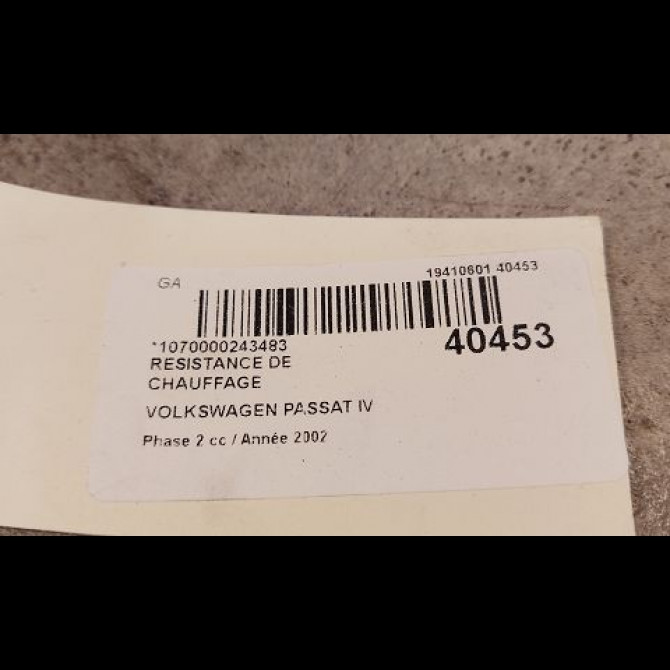 GA
19410601 40453
*1070000243483
40453
RESISTANCE DE
CHAUFFAGE
VOLKSWAGEN PASSAT IV
Phase 2 cc / Année 2002